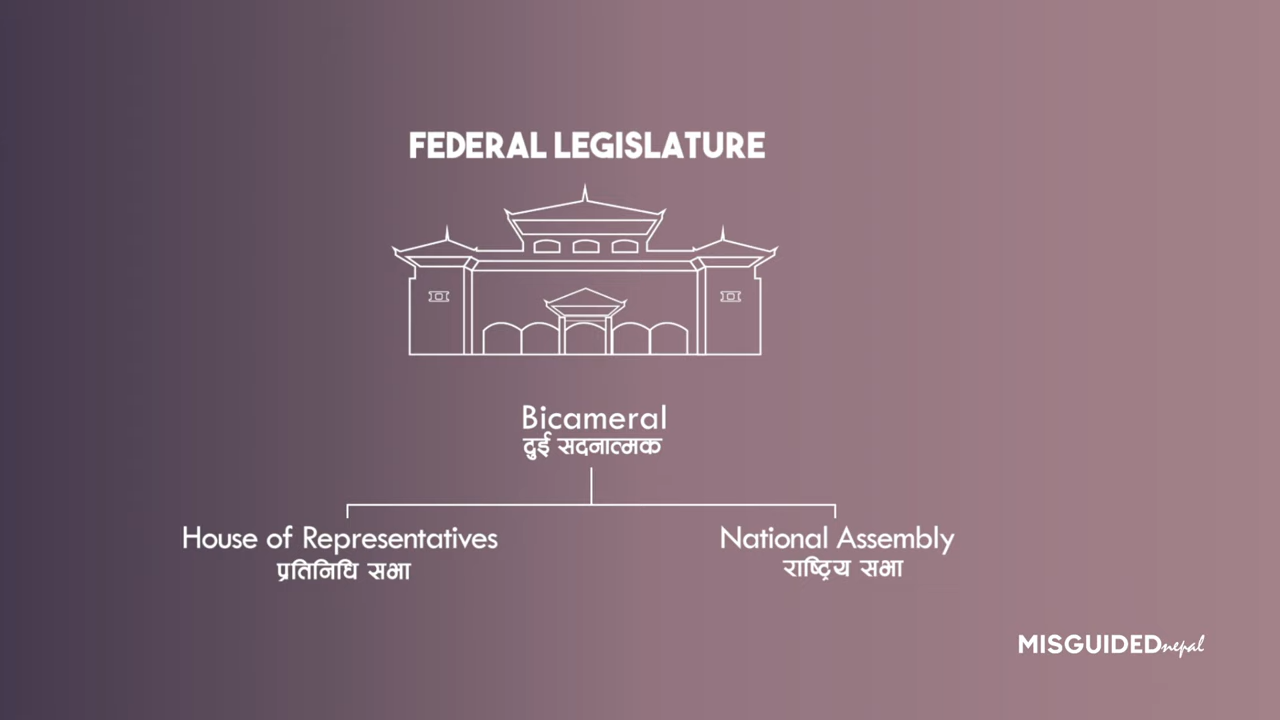 FEDERAL LEGISLATURE
Bicameral
दुई सदनात्मक
House of Representatives
प्रतिनिधि सभा
National Assembly
राष्ट्रिय सभा
MISGUIDEDnepal